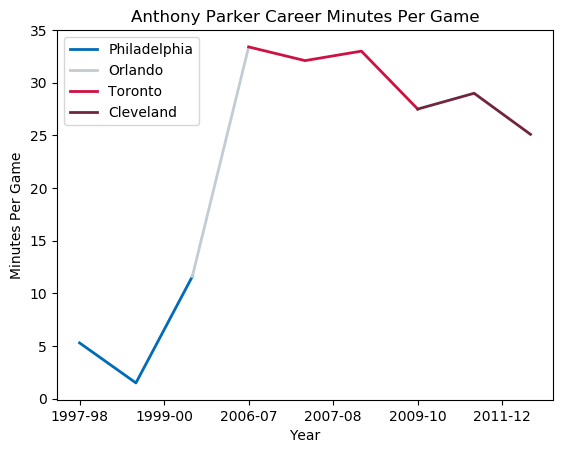 Anthony Parker Career Minutes Per Game
35
30
25
20
15
10
5
0
Minutes Per Game
Philadelphia
Orlando
Toronto
Cleveland
1997-98 1999-00 2006-07 2007-08 2009-10 2011-12
Year